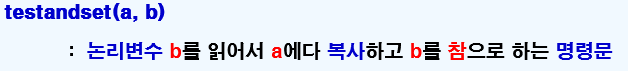 testandset(a, b)
: 논리변수 b를 읽어서 a에다 복사하고 b를 참으로 하는 명령문